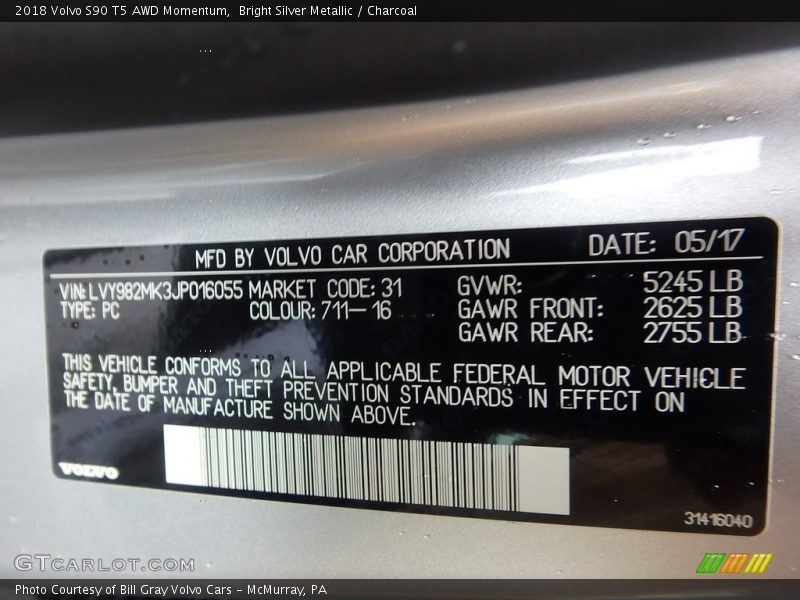 2018 Volvo S90 T5 AWD Momentum,  Bright Silver Metallic / Charcoal
MFD BY VOLVO CAR CORPORATION DATE: 05/17
VIN: LVY982MK3JP016055 MARKET CODE: 31 GVWR: 5245 LB
TYPE: PC COLOUR: 711-16 GAWR FRONT: 2625 LB
GAWR REAR: 2755 LB
THIS VEHICLE CONFORMS TO ALL APPLICABLE FEDERAL MOTOR VEHICLE
SAFETY, BUMPER AND THEFT PREVENTION STANDARDS IN EFFECT ON
THE DATE OF MANUFACTURE SHOWN ABOVE.
VOLVO
31416040
GTCARLOT.COM
Photo Courtesy of Bill Gray Volvo Cars - McMurray, PA